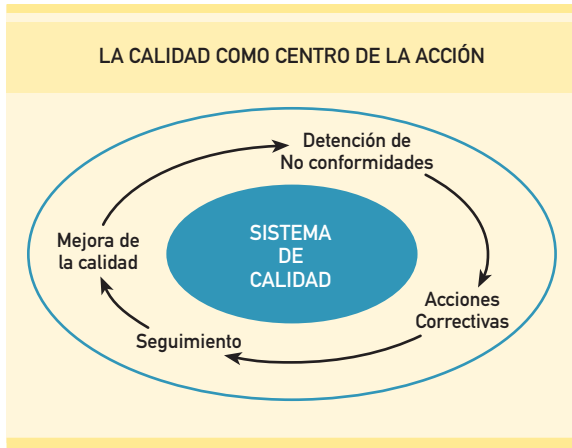 LA CALIDAD COMO CENTRO DE LA ACCIÓN
Detención de
No conformidades
SISTEMA
DE
CALIDAD
Mejora de
la calidad
Acciones
Correctivas
Seguimiento